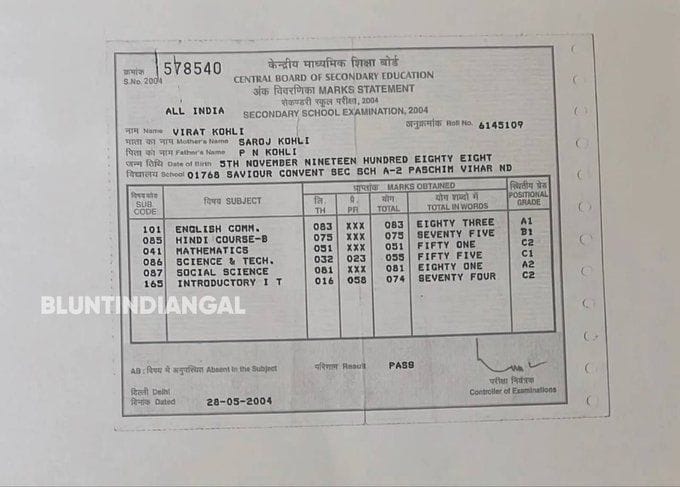 क्रमांक 578540
S.No. 2004
केन्द्रीय माध्यमिक शिक्षा बोर्ड
CENTRAL BOARD OF SECONDARY EDUCATION
अंक विवरणिका MARKS STATEMENT
सेकण्डरी स्कूल परीक्षा, 2004
ALL INDIA SECONDARY SCHOOL EXAMINATION, 2004
अनुक्रमांक Roll No. 6145109
नाम Name VIRAT KOHLI
माता का नाम Mother's Name SAROJ KOHLI
पिता का नाम Father's Name P N KOHLI
जन्म तिथि Date of Birth 5TH NOVEMBER NINETEEN HUNDRED EIGHTY EIGHT
विद्यालय School 01768 SAVIOUR CONVENT SEC SCH A-2 PASCHIM VIHAR ND
विषय कोड SUB. CODE विषय SUBJECT प्राप्तांक MARKS OBTAINED स्थितीय ग्रेड POSITIONAL GRADE
लि. TH प्रै. PR योग TOTAL योग शब्दों में TOTAL IN WORDS
101 ENGLISH COMM. 083 XXX 083 EIGHTY THREE A1
085 HINDI COURSE-B 075 XXX 075 SEVENTY FIVE B1
041 MATHEMATICS 051 XXX 051 FIFTY ONE C2
086 SCIENCE & TECH. 032 023 055 FIFTY FIVE C1
087 SOCIAL SCIENCE 081 XXX 081 EIGHTY ONE A2
165 INTRODUCTORY I T 016 058 074 SEVENTY FOUR C2
BLUNTINDIANGAL
AB : विषय में अनुपस्थित Absent in the Subject परिणाम Result PASS
दिल्ली Delhi
दिनांक Dated 28-05-2004
परीक्षा नियंत्रक
Controller of Examinations